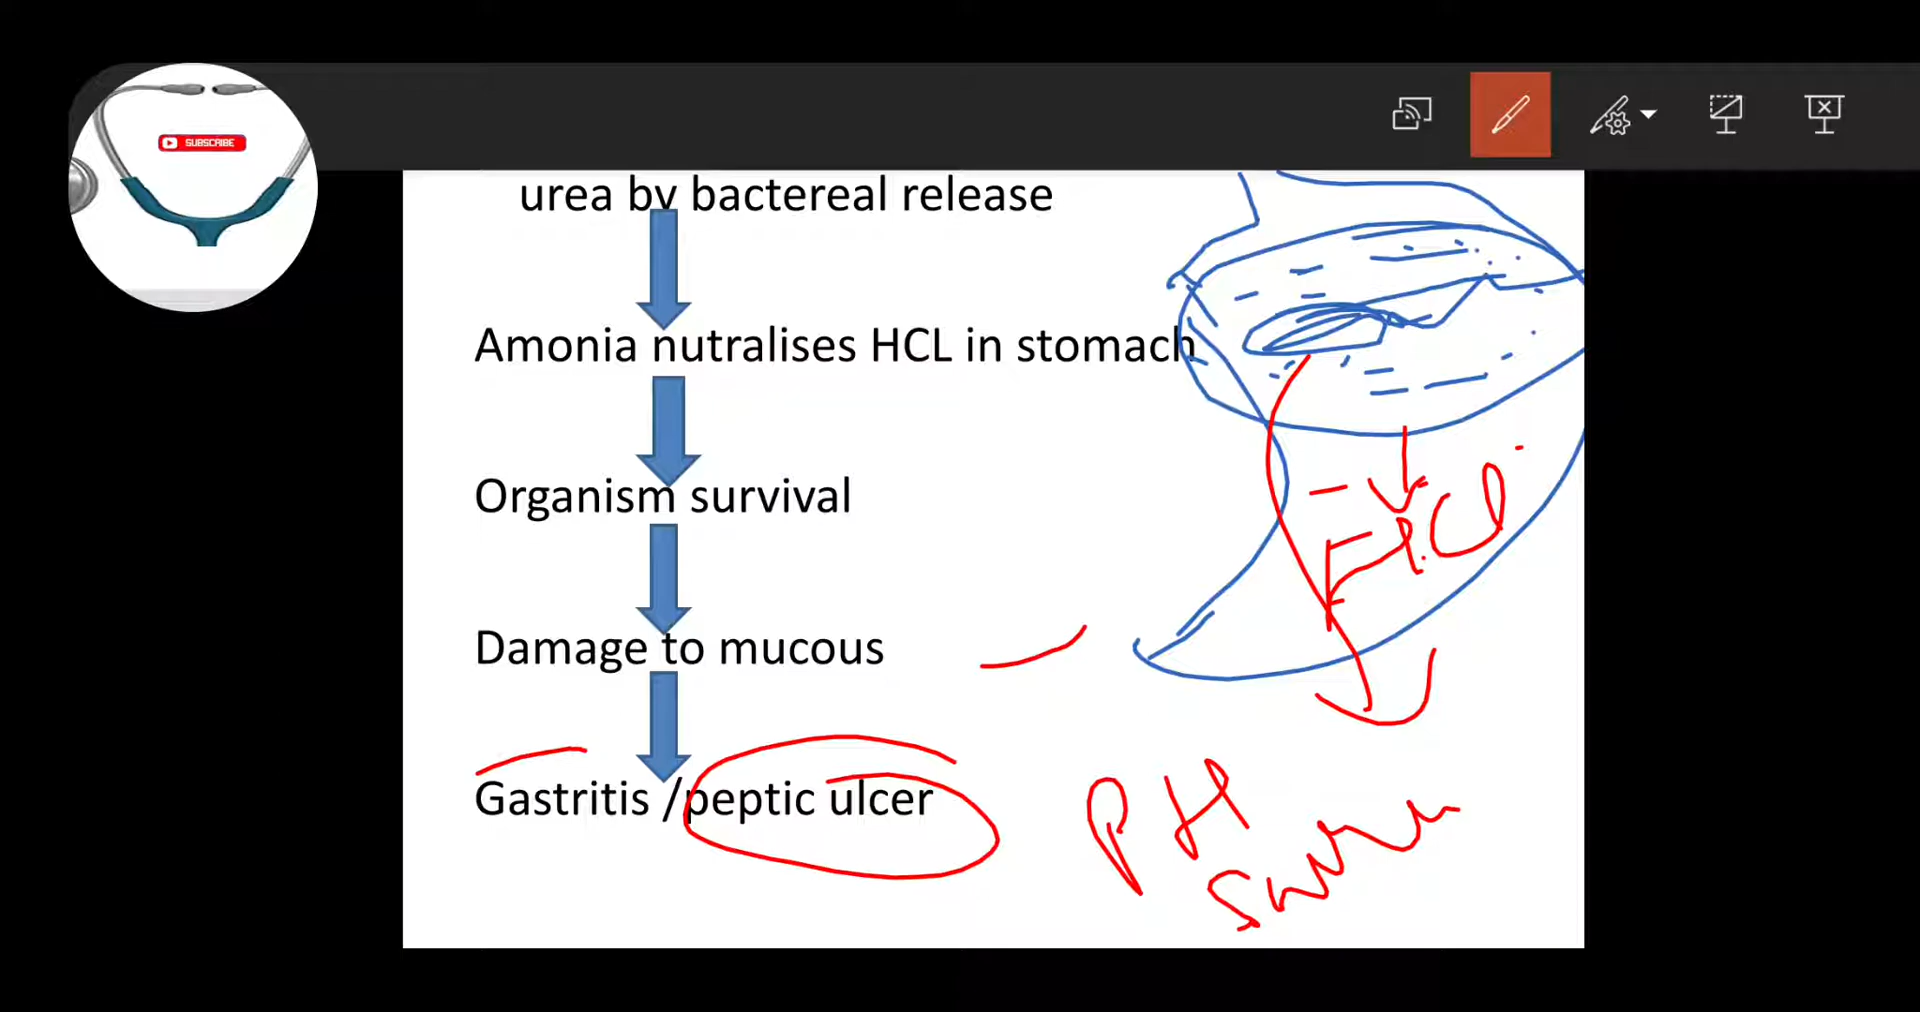 SUBSCRIBE
urea by bactereal release
Amonia nutralises HCL in stomach
Organism survival
HCl
Damage to mucous
Gastritis /peptic ulcer
PH